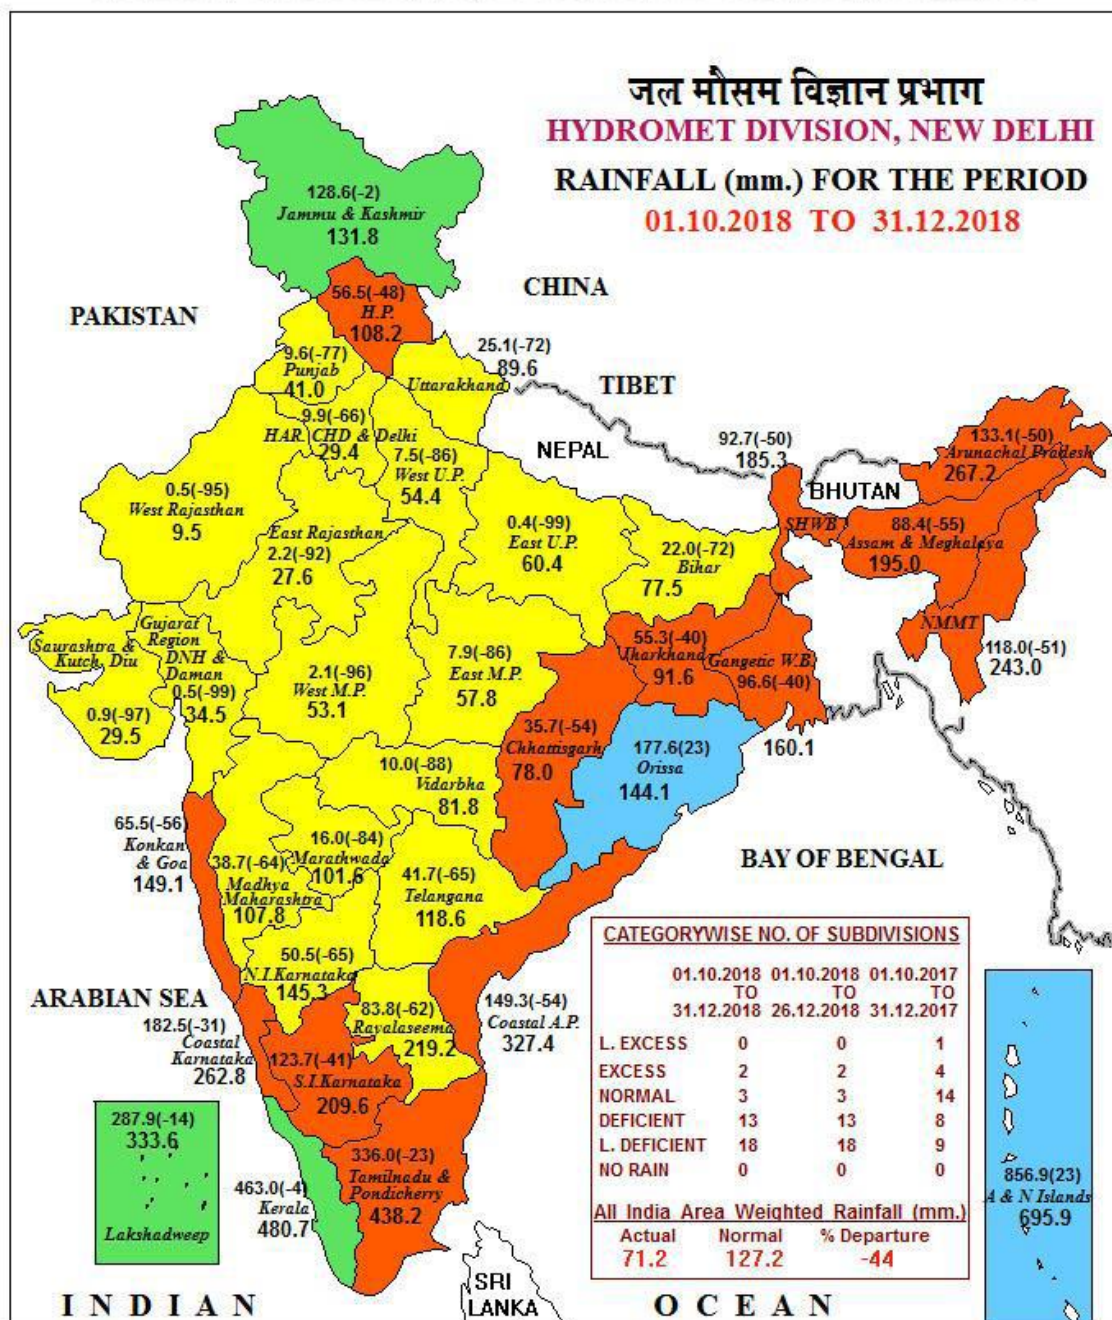 जल मौसम विज्ञान प्रभाग
HYDROMET DIVISION, NEW DELHI
RAINFALL (mm.) FOR THE PERIOD
01.10.2018 TO 31.12.2018
128.6(-2)
Jammu & Kashmir
131.8
CHINA
PAKISTAN
56.5(-48)
H.P.
108.2
9.6(-77)
Punjab
41.0
25.1(-72)
89.6
Uttarakhand
TIBET
9.9(-66)
HAR. CHD & Delhi
29.4
7.5(-86)
West U.P.
54.4
NEPAL
92.7(-50)
185.3
SHWB
BHUTAN
133.1(-50)
Arunachal Pradesh
267.2
0.5(-95)
West Rajasthan
9.5
East Rajasthan
2.2(-92)
27.6
0.4(-99)
East U.P.
60.4
22.0(-72)
Bihar
77.5
88.4(-55)
Assam & Meghalaya
195.0
NMMT
118.0(-51)
243.0
Saurashtra &
Kutch, Diu
0.9(-97)
29.5
Gujarat
Region
DNH &
Daman
0.5(-99)
34.5
2.1(-96)
West M.P.
53.1
7.9(-86)
East M.P.
57.8
55.3(-40)
Jharkhand
91.6
Gangetic W.B.
96.6(-40)
160.1
35.7(-54)
Chhattisgarh
78.0
177.6(23)
Orissa
144.1
10.0(-88)
Vidarbha
81.8
65.5(-56)
Konkan
& Goa
149.1
38.7(-64)
Madhya
Maharashtra
107.8
16.0(-84)
Marathwada
101.6
41.7(-65)
Telangana
118.6
BAY OF BENGAL
50.5(-65)
N.I.Karnataka
145.3
ARABIAN SEA
182.5(-31)
Coastal
Karnataka
262.8
83.8(-62)
Rayalaseema
219.2
149.3(-54)
Coastal A.P.
327.4
123.7(-41)
S.I.Karnataka
209.6
287.9(-14)
333.6
Lakshadweep
463.0(-4)
Kerala
480.7
336.0(-23)
Tamilnadu &
Pondicherry
438.2
CATEGORYWISE NO. OF SUBDIVISIONS
01.10.2018 01.10.2018 01.10.2017
TO TO TO
31.12.2018 26.12.2018 31.12.2017
L. EXCESS 0 0 1
EXCESS 2 2 4
NORMAL 3 3 14
DEFICIENT 13 13 8
L. DEFICIENT 18 18 9
NO RAIN 0 0 0
All India Area Weighted Rainfall (mm.)
Actual Normal % Departure
71.2 127.2 -44
856.9(23)
A & N Islands
695.9
SRI
LANKA
INDIAN OCEAN